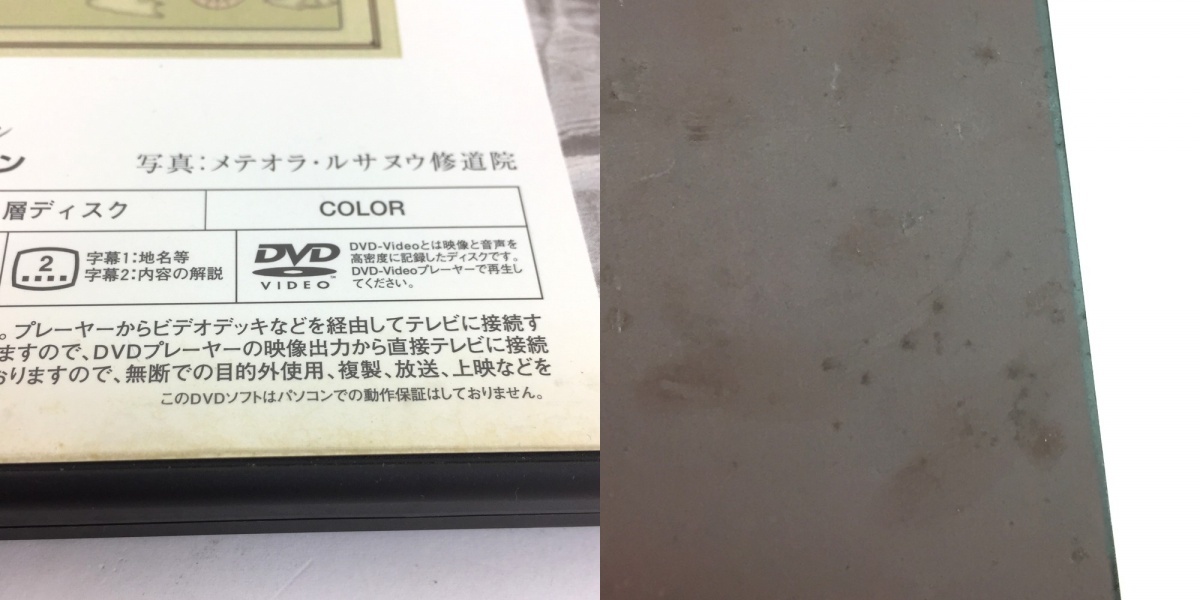 ン
写真：メテオラ・ルサヌウ修道院
層ディスク
COLOR
2
字幕1：地名等
字幕2：内容の解説
DVD
VIDEO
TM
DVD-Videoとは映像と音声を
高密度に記録したディスクです。
DVD-Videoプレーヤーで再生し
てください。
。プレーヤーからビデオデッキなどを経由してテレビに接続す
ますので、DVDプレーヤーの映像出力から直接テレビに接続
おりますので、無断での目的外使用、複製、放送、上映などを
このDVDソフトはパソコンでの動作保証はしておりません。